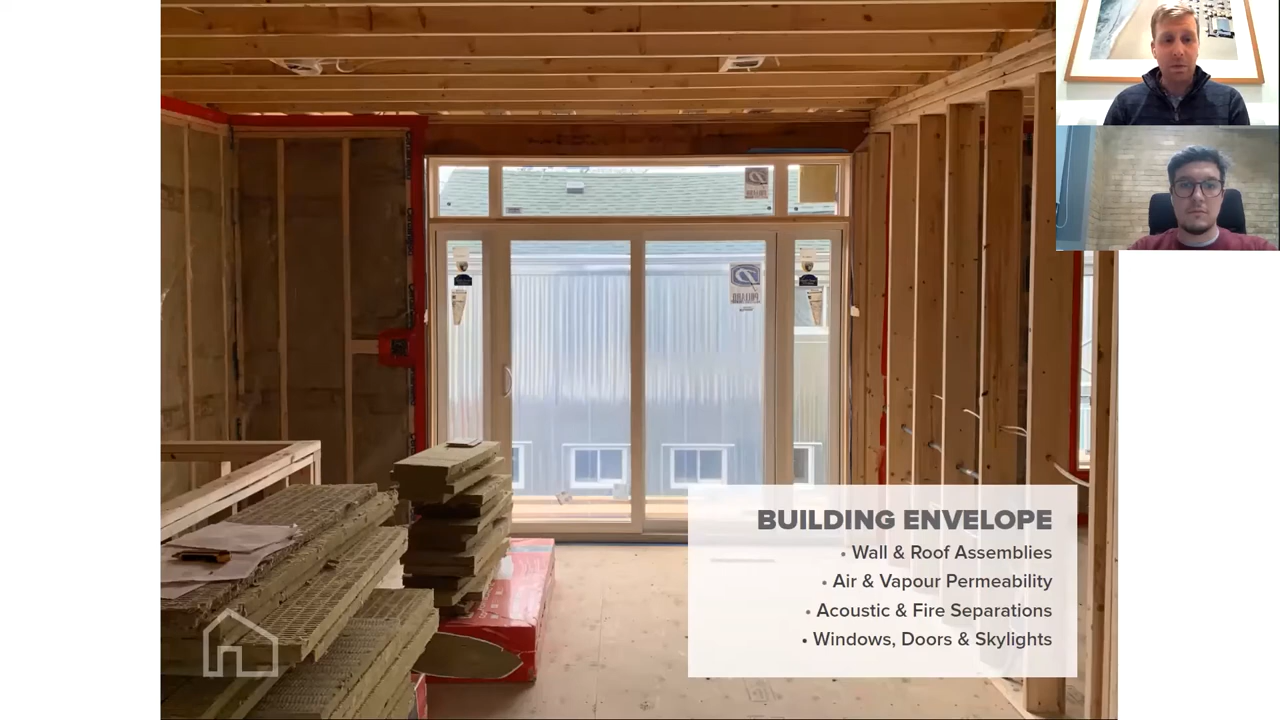 BUILDING ENVELOPE
• Wall & Roof Assemblies
• Air & Vapour Permeability
• Acoustic & Fire Separations
• Windows, Doors & Skylights